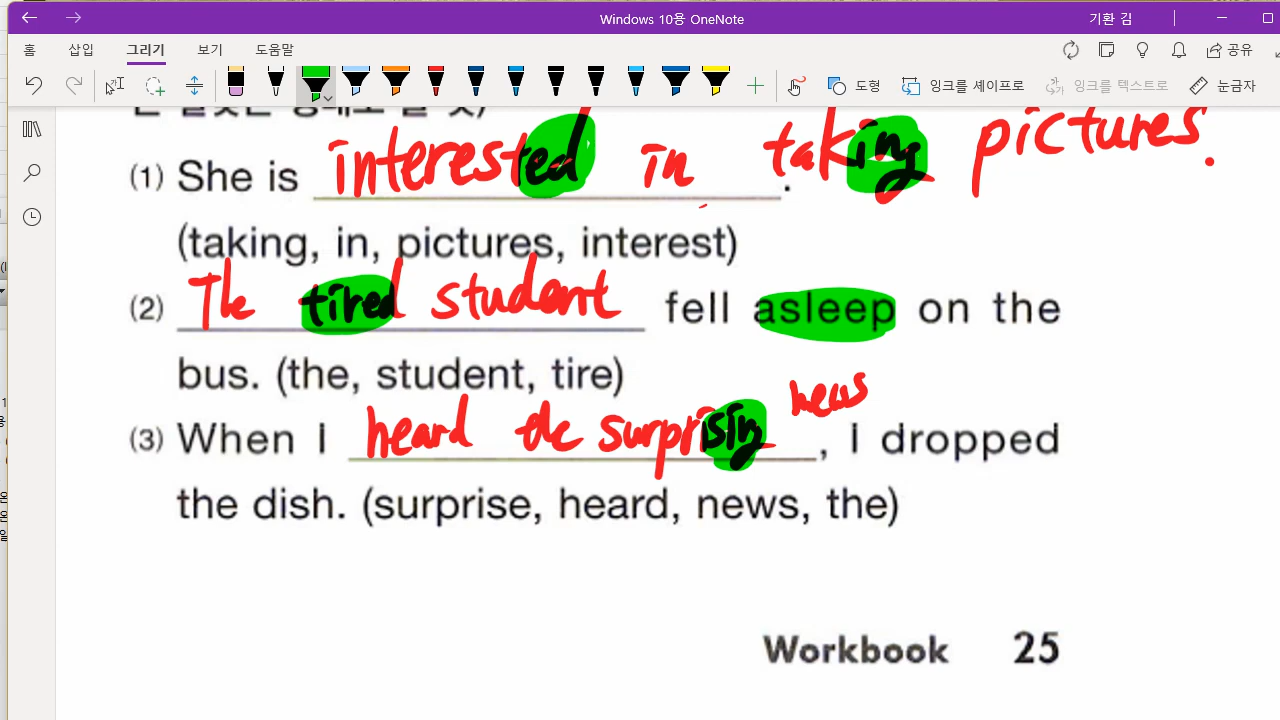 Windows 10용 OneNote
기환 김
홈 삽입 그리기 보기 도움말
공유
도형 잉크를 셰이프로 잉크를 텍스트로 눈금자
(1) She is interested in taking pictures.
(taking, in, pictures, interest)
(2) The tired student fell asleep on the
bus. (the, student, tire)
(3) When I heard the surprising news, I dropped
the dish. (surprise, heard, news, the)
Workbook 25